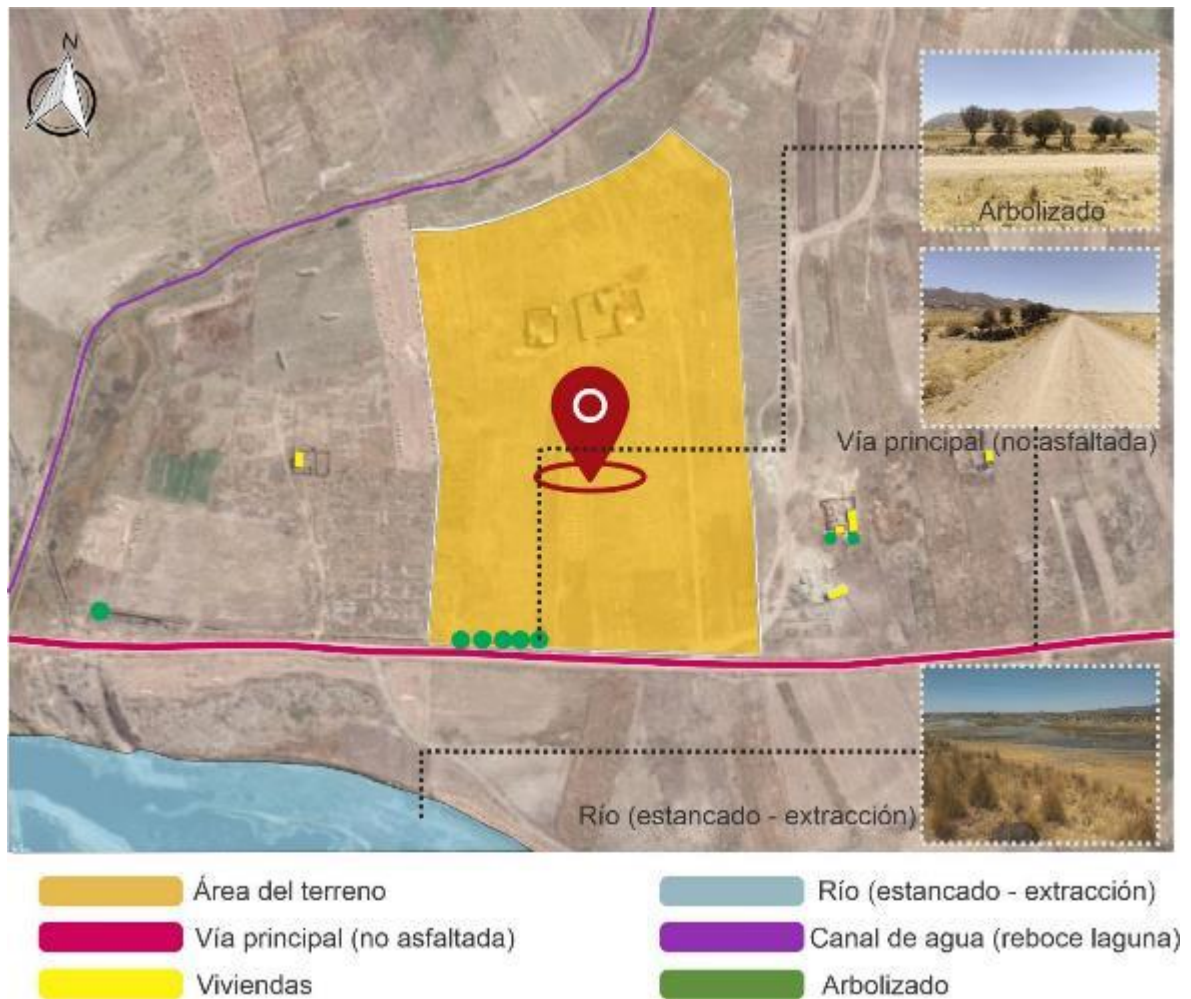 N
Arbolizado
Vía principal (no asfaltada)
Río (estancado - extracción)
Área del terreno
Vía principal (no asfaltada)
Viviendas
Río (estancado - extracción)
Canal de agua (reboce laguna)
Arbolizado